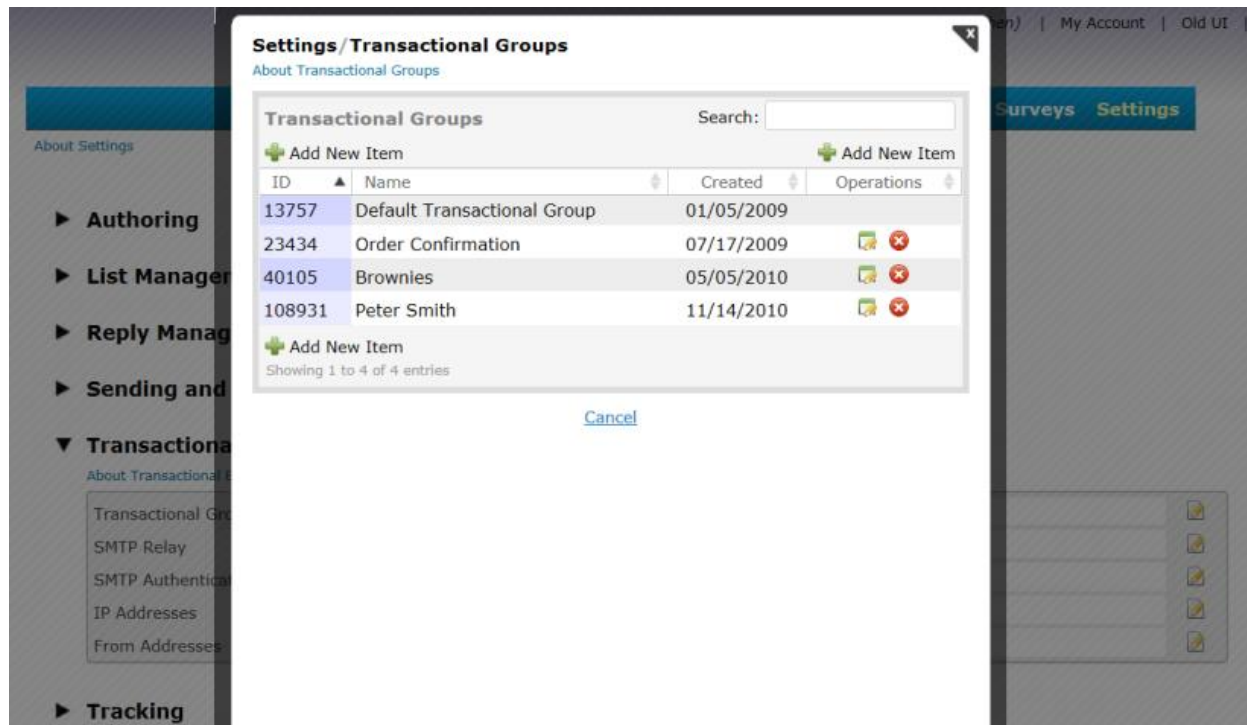 en) | My Account | Old UI |
Settings/Transactional Groups
x
About Transactional Groups
Surveys Settings
Transactional Groups Search:
About Settings
Add New Item Add New Item
ID Name Created Operations
13757 Default Transactional Group 01/05/2009
Authoring
23434 Order Confirmation 07/17/2009
List Manager
40105 Brownies 05/05/2010
108931 Peter Smith 11/14/2010
Reply Manag
Add New Item
Showing 1 to 4 of 4 entries
Sending and
Cancel
Transactiona
About Transactional
Transactional Gro
SMTP Relay
SMTP Authentica
IP Addresses
From Addresses
Tracking